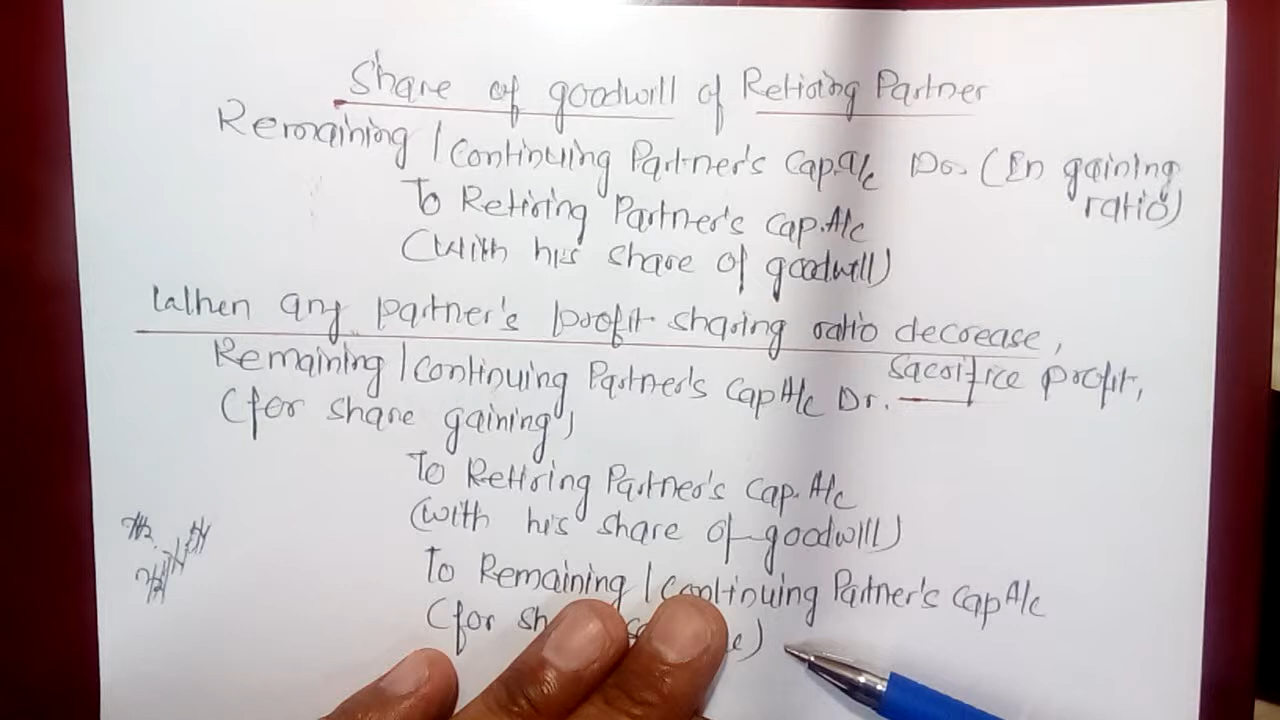 Share of goodwill of Retiring Partner
Remaining / Continuing Partner's Cap. A/c Dr. (In gaining
ratio)
To Retiring Partner's Cap. A/c
(With his share of goodwill)
When any partner's profit sharing ratio decrease,
sacrifice profit,
Remaining / Continuing Partner's Cap A/c Dr.
(for share gaining)
To Retiring Partner's Cap. A/c
(with his share of goodwill)
To Remaining / Continuing Partner's Cap A/c
(for